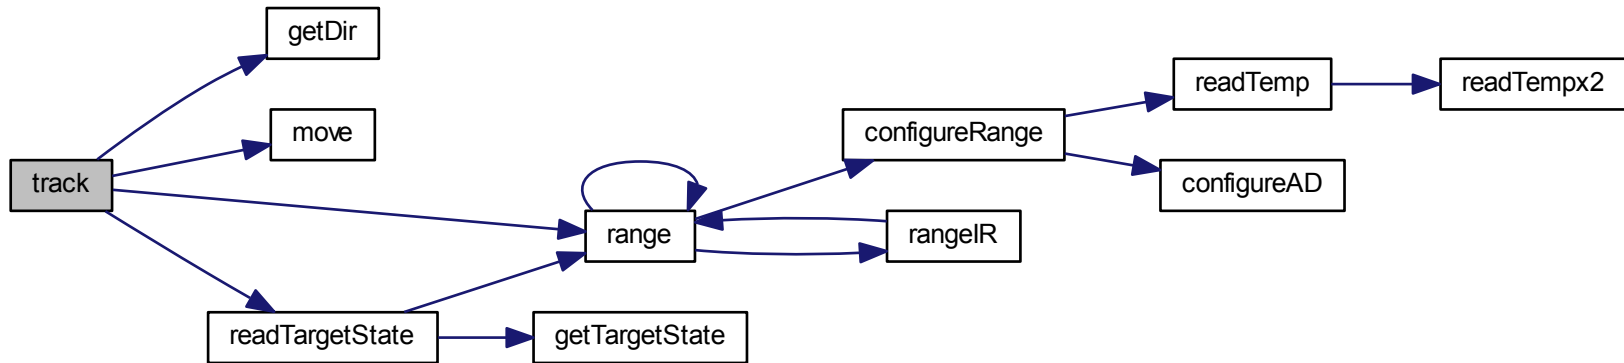 getDir
readTemp
readTempx2
move
configureRange
track
configureAD
range
rangeIR
readTargetState
getTargetState